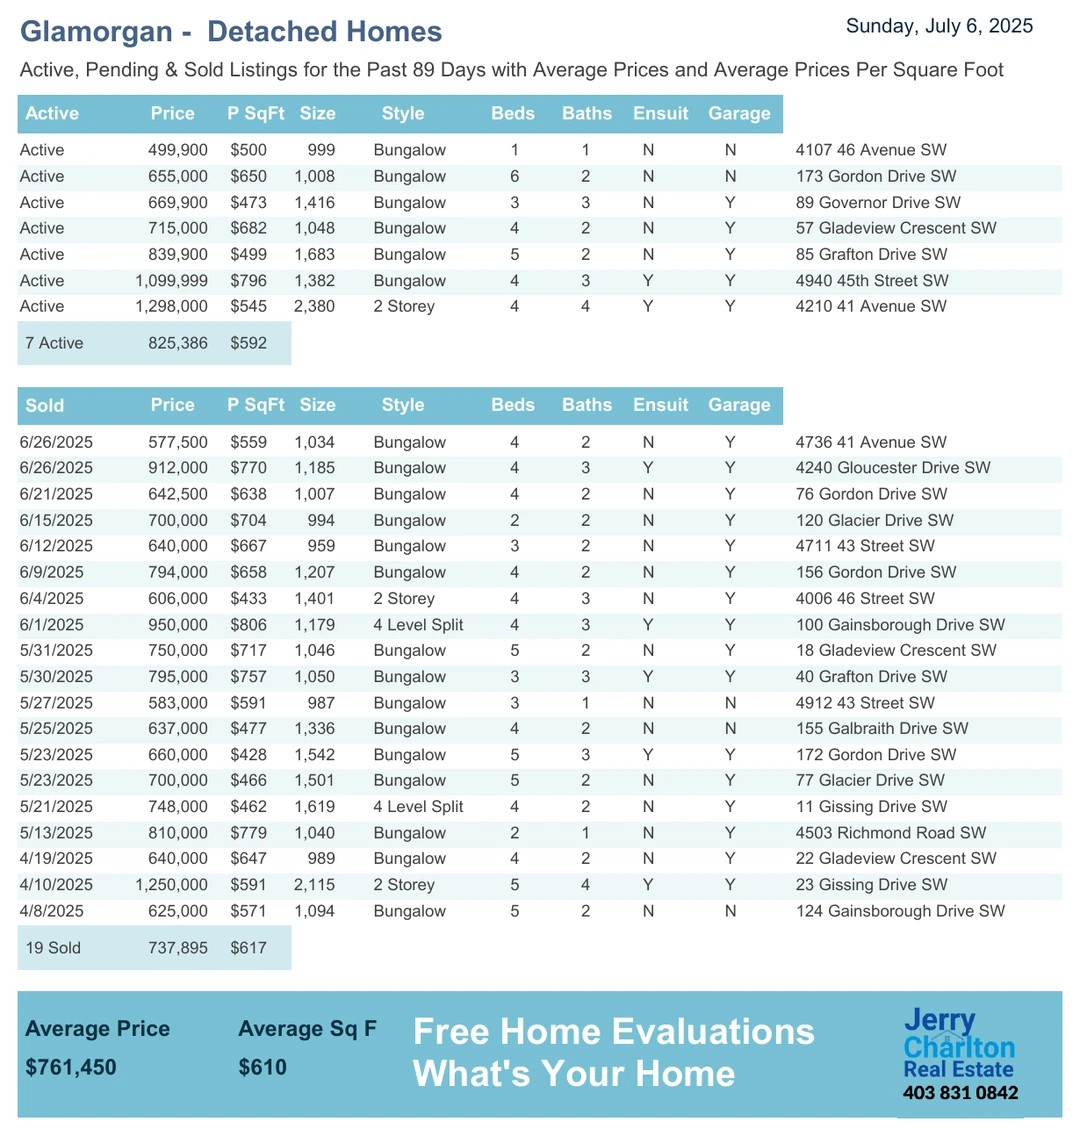 Glamorgan - Detached Homes
Sunday, July 6, 2025
Active, Pending & Sold Listings for the Past 89 Days with Average Prices and Average Prices Per Square Foot
Active Price P SqFt Size Style Beds Baths Ensuit Garage
Active 499,900 $500 999 Bungalow 1 1 N N 4107 46 Avenue SW
Active 655,000 $650 1,008 Bungalow 6 2 N N 173 Gordon Drive SW
Active 669,900 $473 1,416 Bungalow 3 3 N Y 89 Governor Drive SW
Active 715,000 $682 1,048 Bungalow 4 2 N Y 57 Gladeview Crescent SW
Active 839,900 $499 1,683 Bungalow 5 2 N Y 85 Grafton Drive SW
Active 1,099,999 $796 1,382 Bungalow 4 3 Y Y 4940 45th Street SW
Active 1,298,000 $545 2,380 2 Storey 4 4 Y Y 4210 41 Avenue SW
7 Active 825,386 $592
Sold Price P SqFt Size Style Beds Baths Ensuit Garage
6/26/2025 577,500 $559 1,034 Bungalow 4 2 N Y 4736 41 Avenue SW
6/26/2025 912,000 $770 1,185 Bungalow 4 3 Y Y 4240 Gloucester Drive SW
6/21/2025 642,500 $638 1,007 Bungalow 4 2 N Y 76 Gordon Drive SW
6/15/2025 700,000 $704 994 Bungalow 2 2 N Y 120 Glacier Drive SW
6/12/2025 640,000 $667 959 Bungalow 3 2 N Y 4711 43 Street SW
6/9/2025 794,000 $658 1,207 Bungalow 4 2 N Y 156 Gordon Drive SW
6/4/2025 606,000 $433 1,401 2 Storey 4 3 N Y 4006 46 Street SW
6/1/2025 950,000 $806 1,179 4 Level Split 4 3 Y Y 100 Gainsborough Drive SW
5/31/2025 750,000 $717 1,046 Bungalow 5 2 N Y 18 Gladeview Crescent SW
5/30/2025 795,000 $757 1,050 Bungalow 3 3 Y Y 40 Grafton Drive SW
5/27/2025 583,000 $591 987 Bungalow 3 1 N N 4912 43 Street SW
5/25/2025 637,000 $477 1,336 Bungalow 4 2 N N 155 Galbraith Drive SW
5/23/2025 660,000 $428 1,542 Bungalow 5 3 Y Y 172 Gordon Drive SW
5/23/2025 700,000 $466 1,501 Bungalow 5 2 N Y 77 Glacier Drive SW
5/21/2025 748,000 $462 1,619 4 Level Split 4 2 N Y 11 Gissing Drive SW
5/13/2025 810,000 $779 1,040 Bungalow 2 1 N Y 4503 Richmond Road SW
4/19/2025 640,000 $647 989 Bungalow 4 2 N Y 22 Gladeview Crescent SW
4/10/2025 1,250,000 $591 2,115 2 Storey 5 4 Y Y 23 Gissing Drive SW
4/8/2025 625,000 $571 1,094 Bungalow 5 2 N N 124 Gainsborough Drive SW
19 Sold 737,895 $617
Average Price Average Sq F
$761,450 $610
Free Home Evaluations
What's Your Home
Jerry
Charlton
Real Estate
403 831 0842